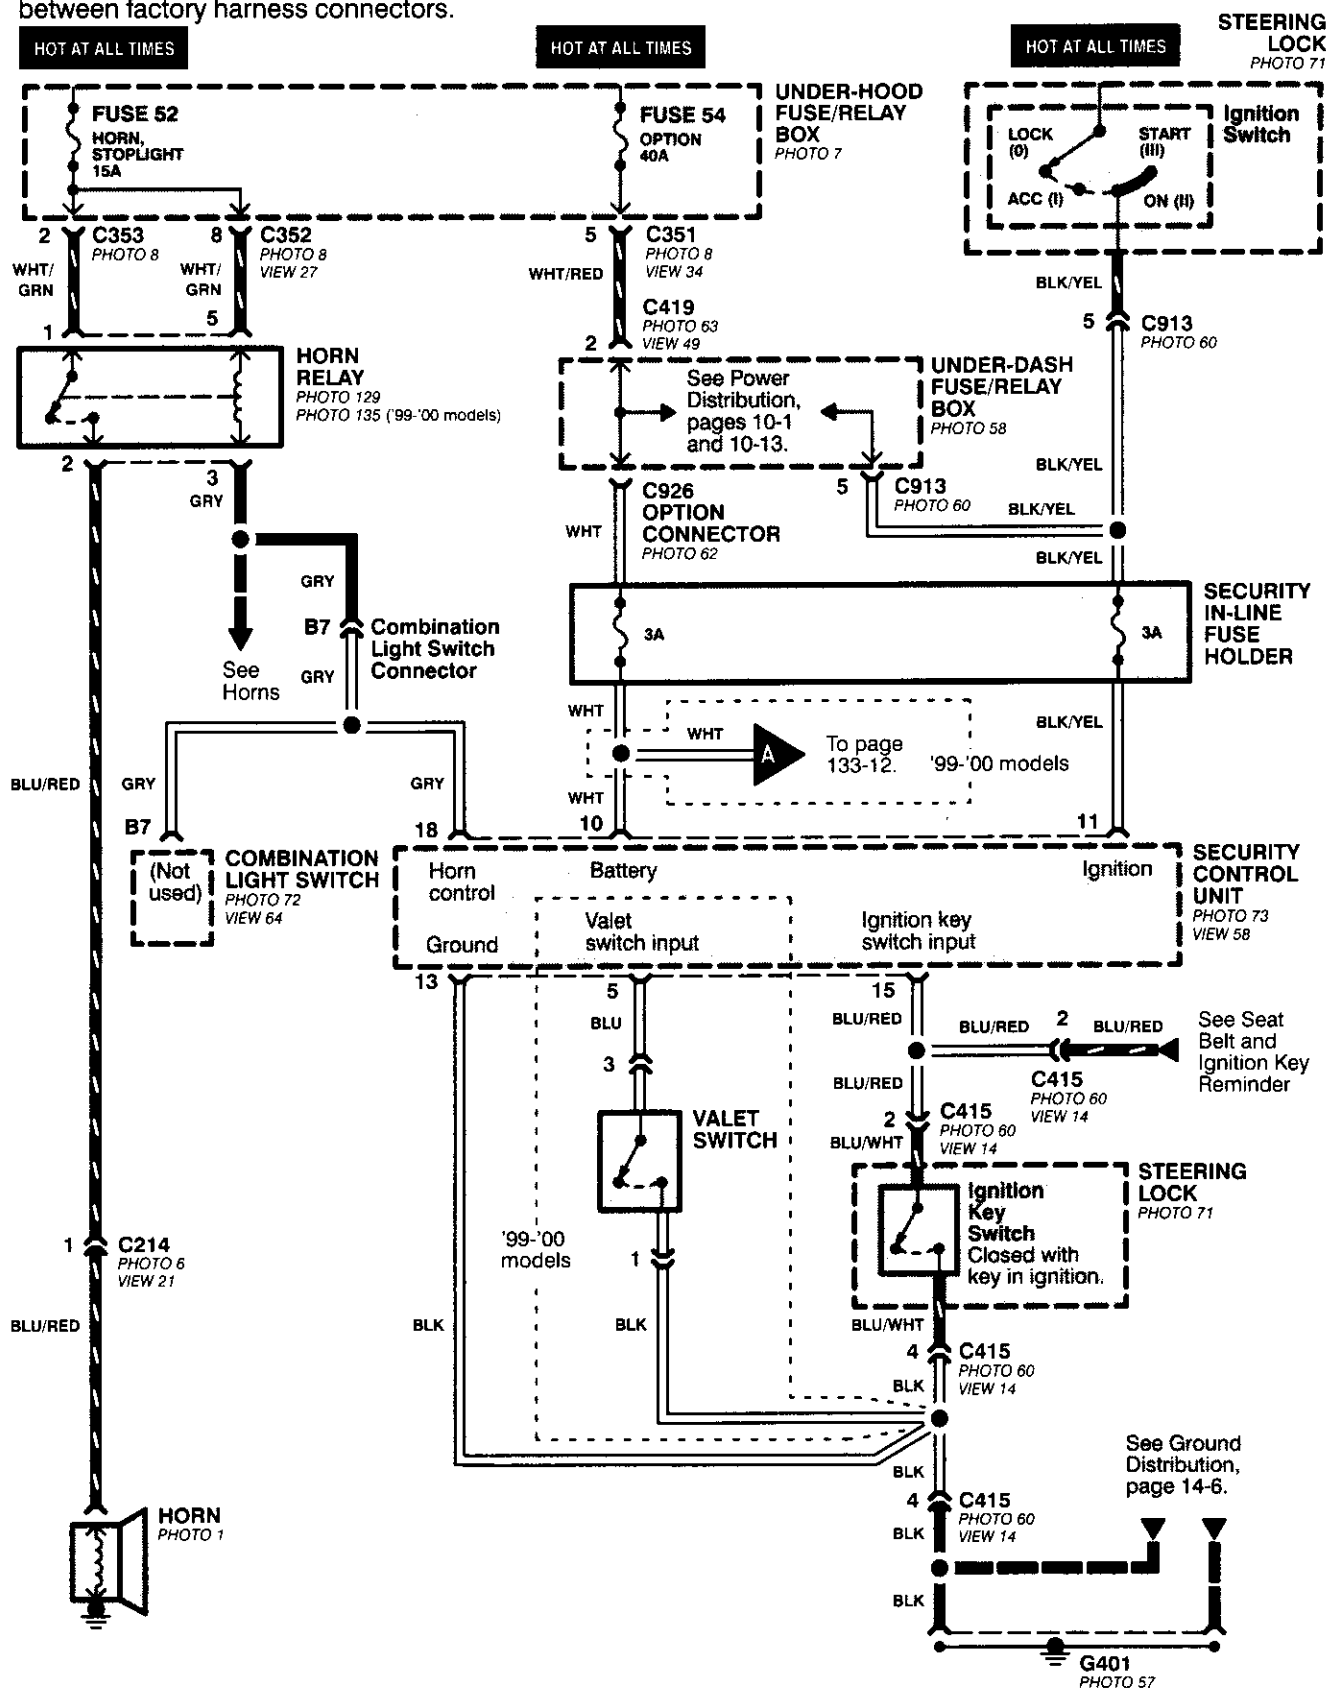 between factory harness connectors.
HOT AT ALL TIMES
HOT AT ALL TIMES
HOT AT ALL TIMES
STEERING
LOCK
PHOTO 71
FUSE 52
HORN,
STOPLIGHT
15A
FUSE 54
OPTION
40A
UNDER-HOOD
FUSE/RELAY
BOX
PHOTO 7
LOCK
(0)
START
(III)
ACC (I)
ON (II)
Ignition
Switch
2
C353
PHOTO 8
8
C352
PHOTO 8
VIEW 27
5
C351
PHOTO 8
VIEW 34
WHT/
GRN
WHT/
GRN
WHT/RED
BLK/YEL
1
5
C419
PHOTO 63
VIEW 49
2
5
C913
PHOTO 60
HORN
RELAY
PHOTO 129
PHOTO 135 ('99-'00 models)
See Power
Distribution,
pages 10-1
and 10-13.
UNDER-DASH
FUSE/RELAY
BOX
PHOTO 58
2
3
GRY
C926
OPTION
CONNECTOR
PHOTO 62
WHT
5
C913
PHOTO 60
BLK/YEL
BLK/YEL
BLK/YEL
GRY
B7
Combination
Light Switch
Connector
GRY
See
Horns
3A
3A
SECURITY
IN-LINE
FUSE
HOLDER
WHT
WHT
A
To page
133-12.
'99-'00 models
BLK/YEL
WHT
BLU/RED
GRY
GRY
B7
18
10
11
(Not
used)
COMBINATION
LIGHT SWITCH
PHOTO 72
VIEW 64
Horn
control
Battery
Ignition
Ground
Valet
switch input
Ignition key
switch input
SECURITY
CONTROL
UNIT
PHOTO 73
VIEW 58
13
5
15
BLU
BLU/RED
BLU/RED
2
BLU/RED
See Seat
Belt and
Ignition Key
Reminder
C415
PHOTO 60
VIEW 14
3
BLU/RED
2
C415
PHOTO 60
VIEW 14
BLU/WHT
VALET
SWITCH
STEERING
LOCK
PHOTO 71
Ignition
Key
Switch
Closed with
key in ignition.
'99-'00
models
1
1
C214
PHOTO 6
VIEW 21
BLU/RED
BLK
BLK
BLU/WHT
4
C415
PHOTO 60
VIEW 14
BLK
BLK
See Ground
Distribution,
page 14-6.
4
C415
PHOTO 60
VIEW 14
BLK
HORN
PHOTO 1
BLK
G401
PHOTO 57